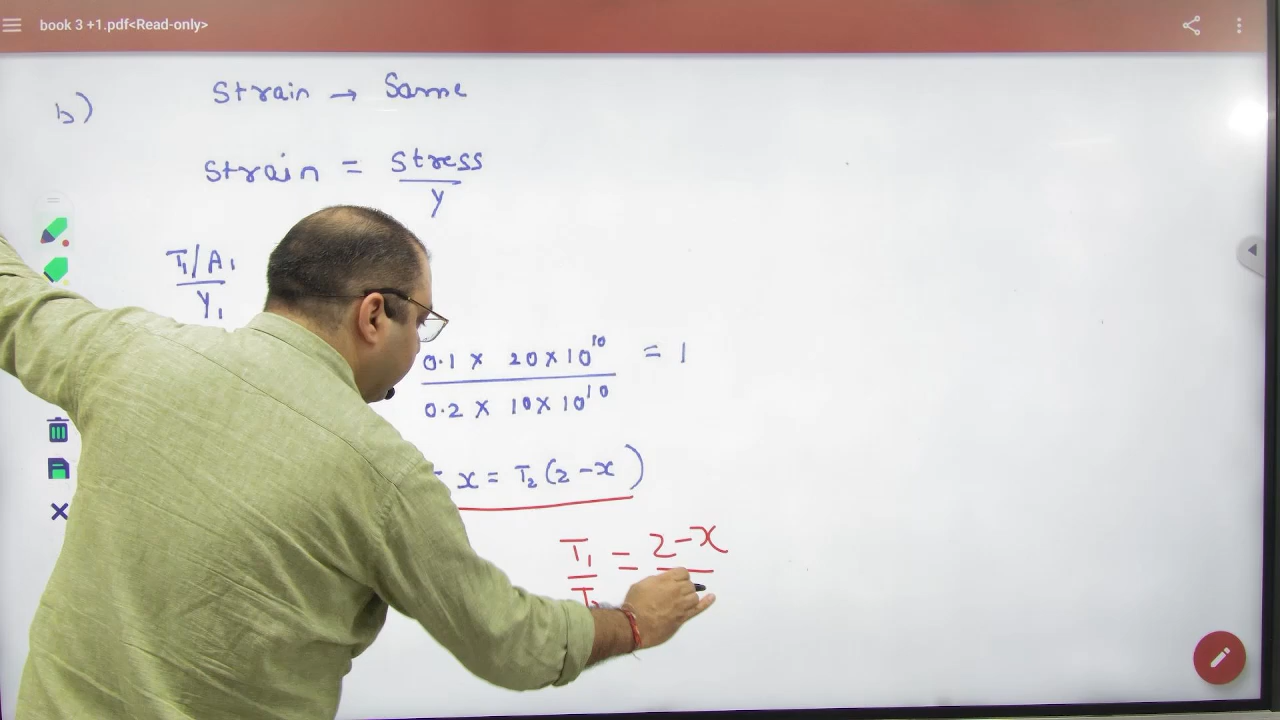 book 3 +1.pdf<Read-only>
b) Strain → Same
Strain = Stress / Y
T₁/A₁ / Y₁
0.1 × 20×10¹⁰ / 0.2 × 10×10¹⁰ = 1
x = T₂(2-x)
T₁ / T₂ = 2-x